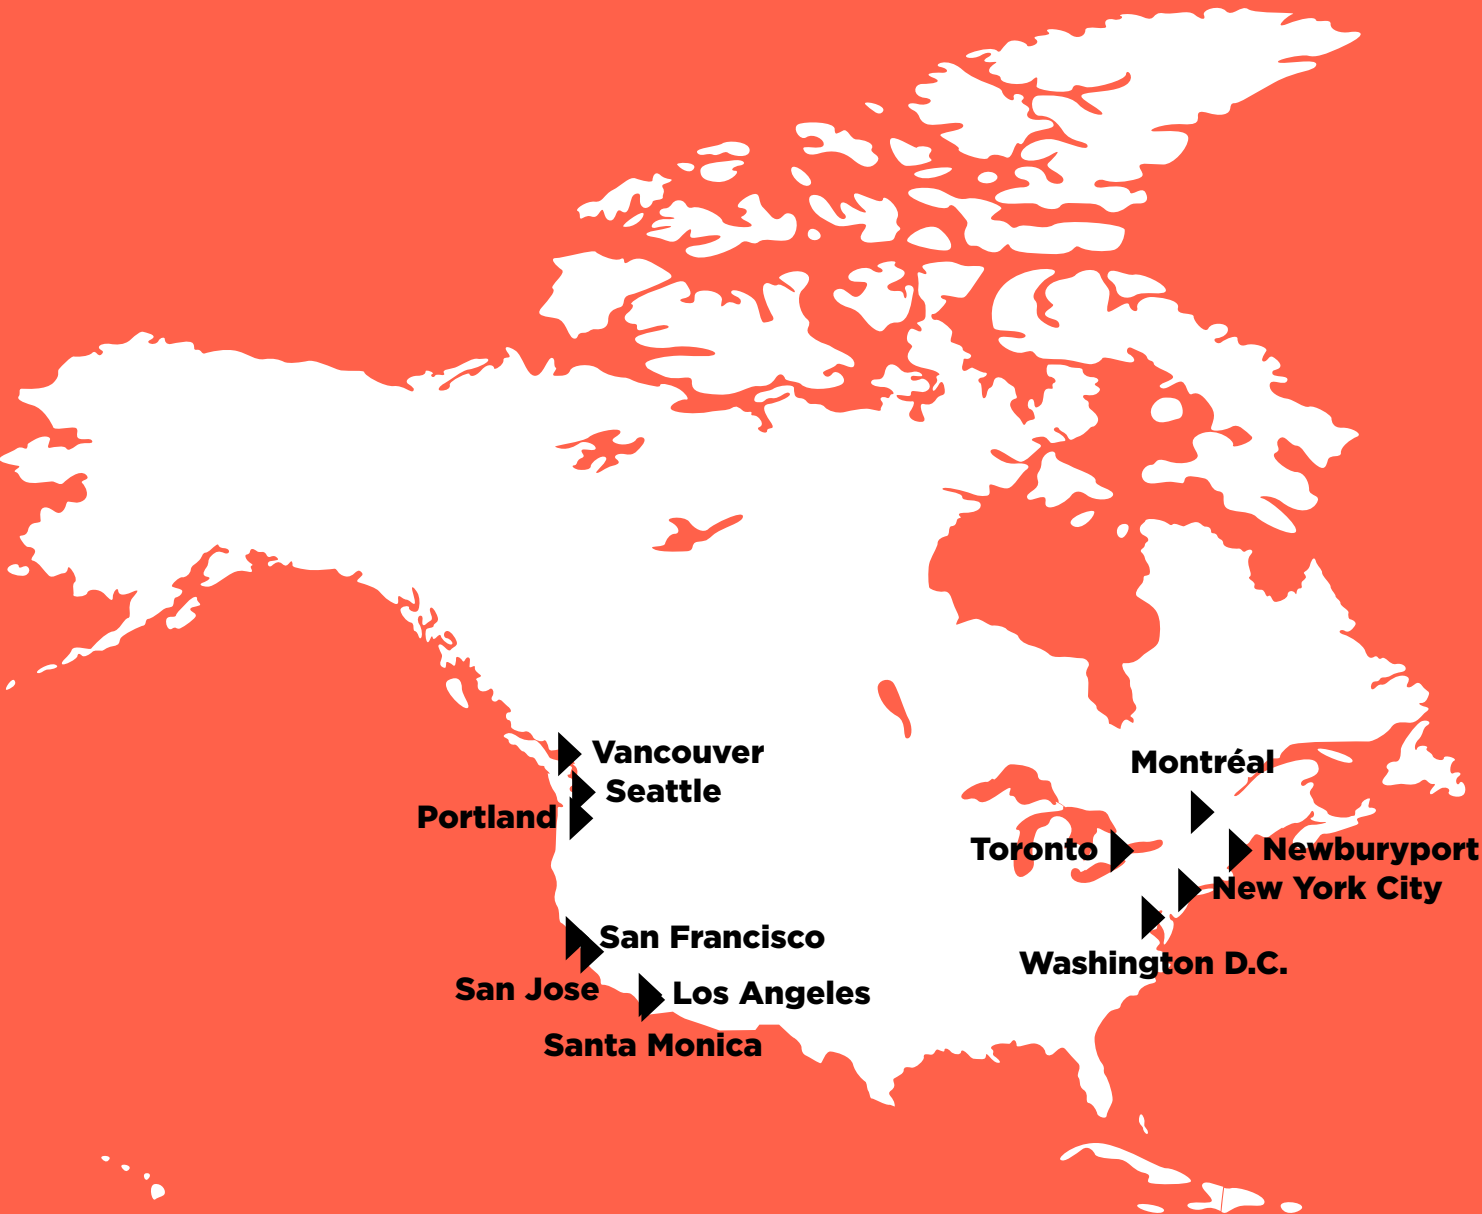 Vancouver
Montréal
Seattle
Portland
Toronto
Newburyport
New York City
San Francisco
Washington D.C.
San Jose
Los Angeles
Santa Monica